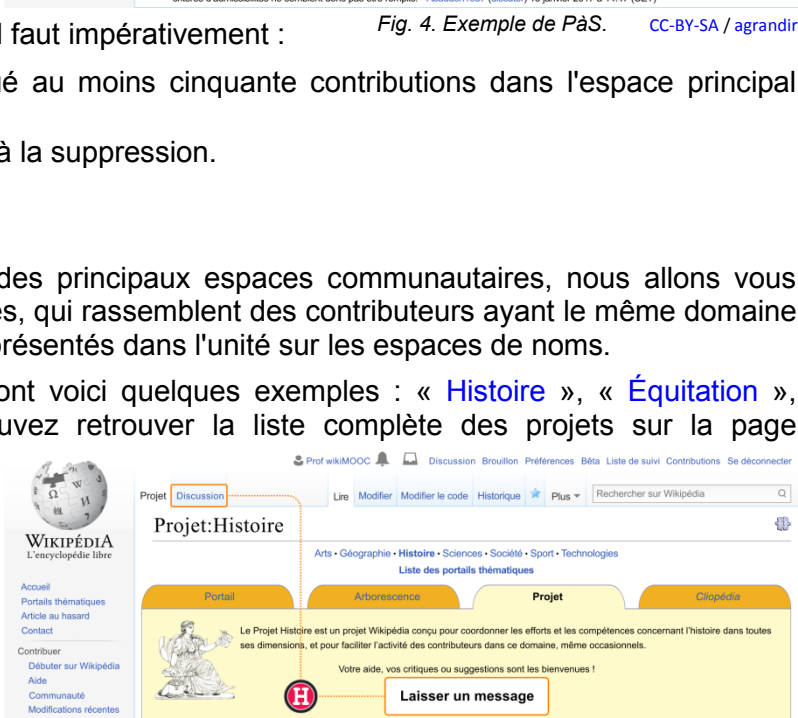 Fig. 4. Exemple de PàS. CC-BY-SA / agrandir
l faut impérativement :
é au moins cinquante contributions dans l'espace principal
à la suppression.
des principaux espaces communautaires, nous allons vous
es, qui rassemblent des contributeurs ayant le même domaine
présentés dans l'unité sur les espaces de noms.
ont voici quelques exemples : « Histoire », « Équitation »,
uvez retrouver la liste complète des projets sur la page
Prof wikiMOOC Discussion Brouillon Préférences Bêta Liste de suivi Contributions Se déconnecter
Projet Discussion Lire Modifier Modifier le code Historique Plus Rechercher sur Wikipédia
WIKIPÉDIA
L'encyclopédie libre
Projet:Histoire
Arts • Géographie • Histoire • Sciences • Société • Sport • Technologies
Liste des portails thématiques
Accueil
Portails thématiques
Article au hasard
Contact
Contribuer
Débuter sur Wikipédia
Aide
Communauté
Modifications récentes
Portail Arborescence Projet Cliopédia
Le Projet Histoire est un projet Wikipédia conçu pour coordonner les efforts et les compétences concernant l'histoire dans toutes
ses dimensions, et pour faciliter l'activité des contributeurs dans ce domaine, même occasionnels.
Votre aide, vos critiques ou suggestions sont les bienvenues !
H Laisser un message